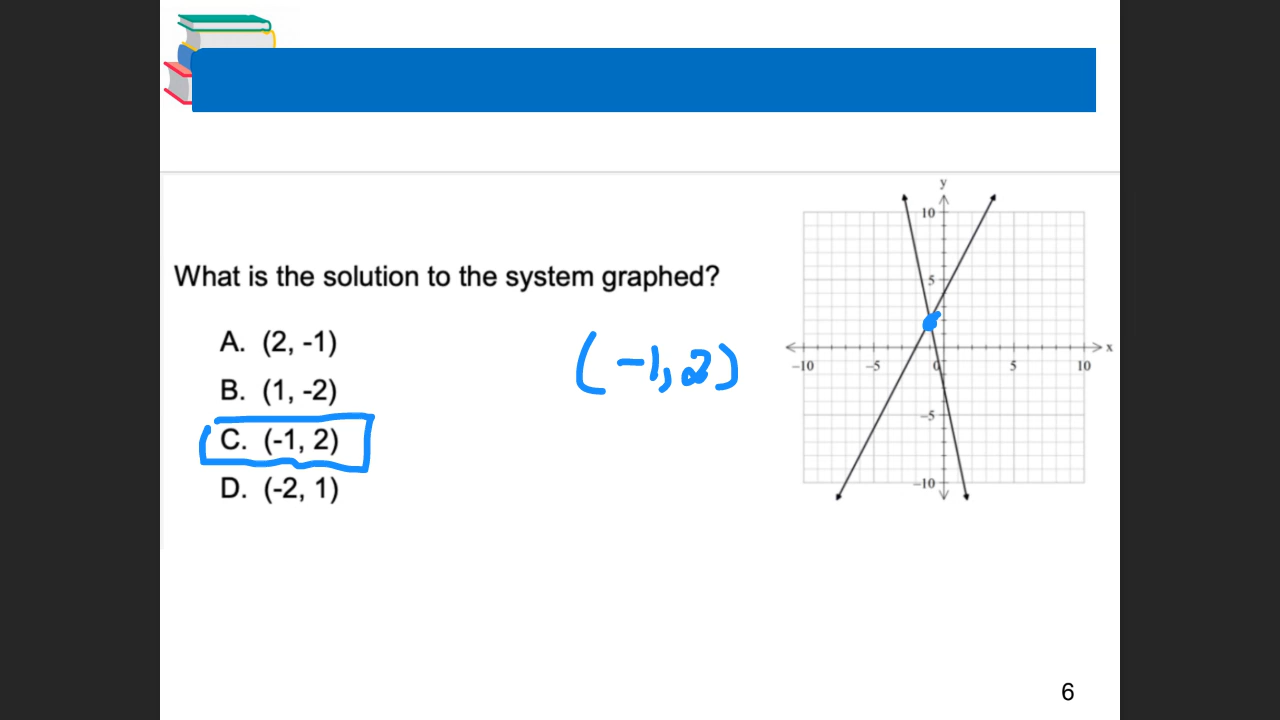 y
10
What is the solution to the system graphed?
5
A. (2, -1)
(-1, 2)
x
-10
-5
0
5
10
B. (1, -2)
-5
C. (-1, 2)
D. (-2, 1)
-10
6